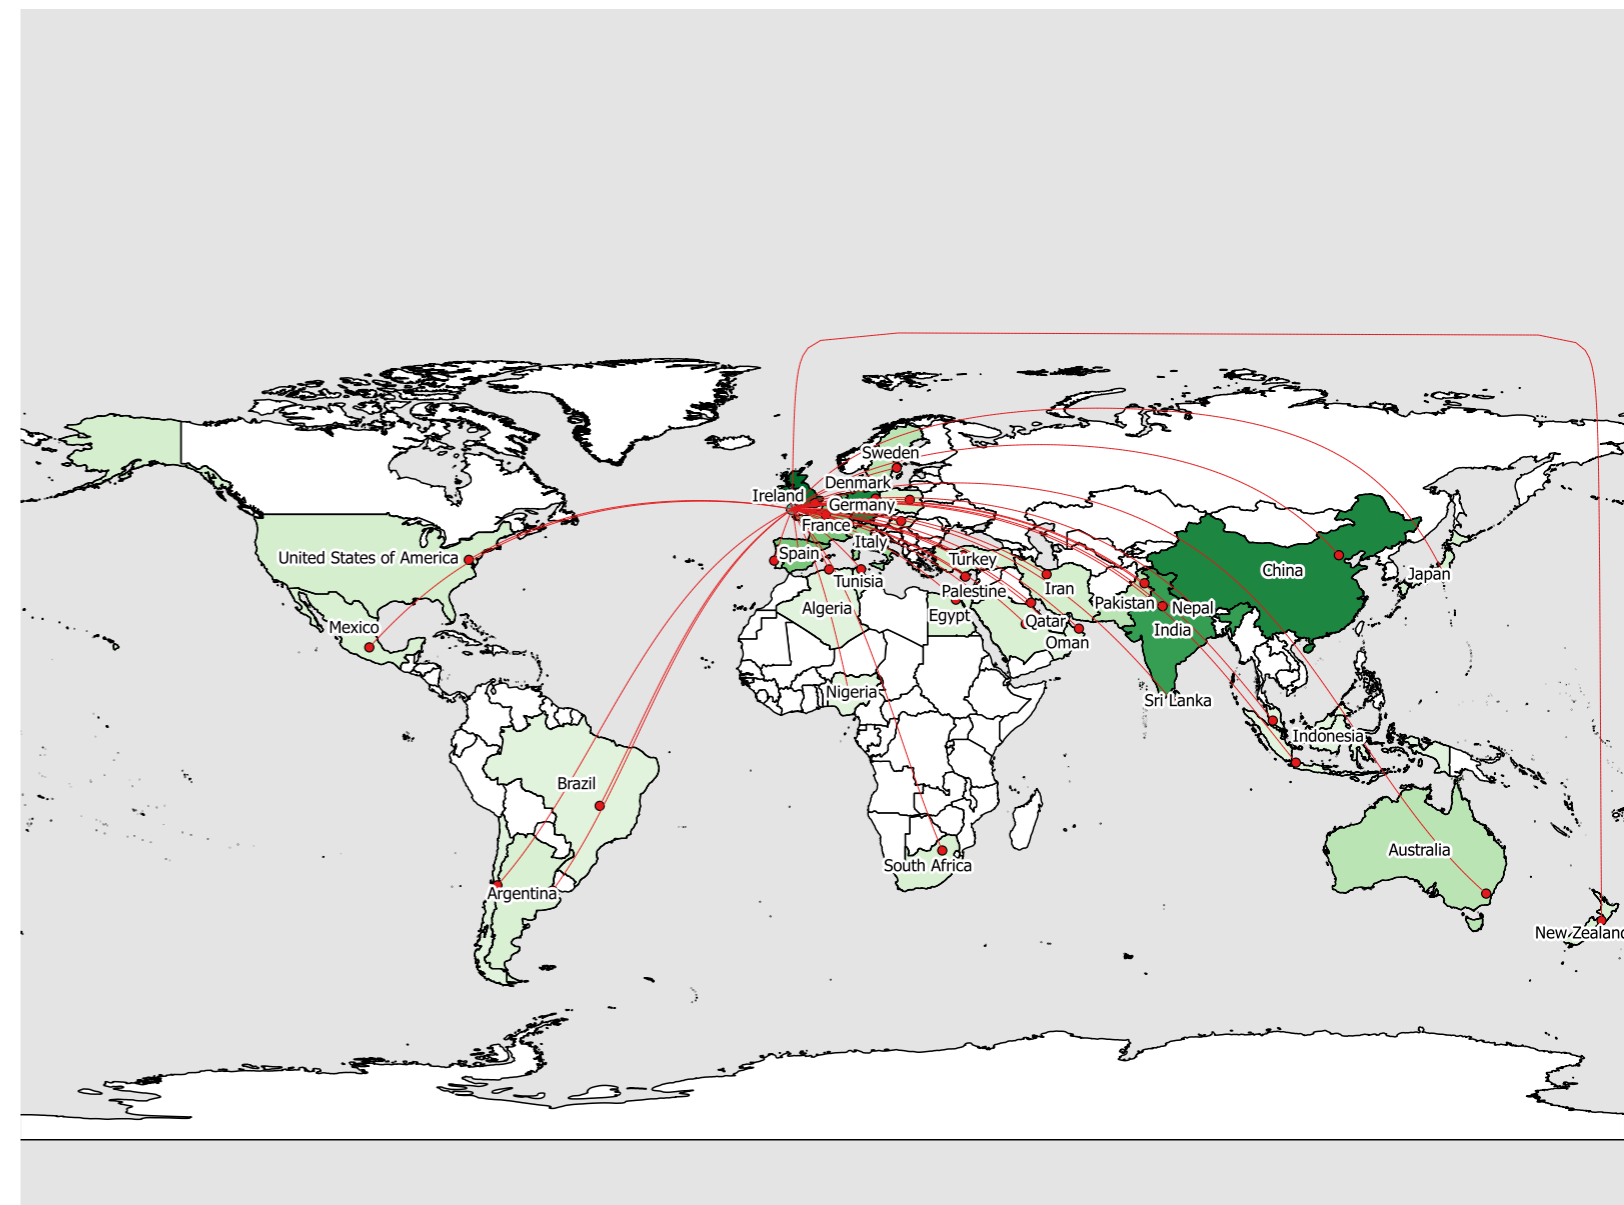 Sweden
Denmark
Ireland
Germany
France
Italy
United States of America
Spain
Turkey
China
Japan
Tunisia
Palestine
Iran
Algeria
Pakistan
Nepal
Egypt
Qatar
Mexico
India
Oman
Nigeria
Sri Lanka
Indonesia
Brazil
Australia
South Africa
Argentina
New Zealand